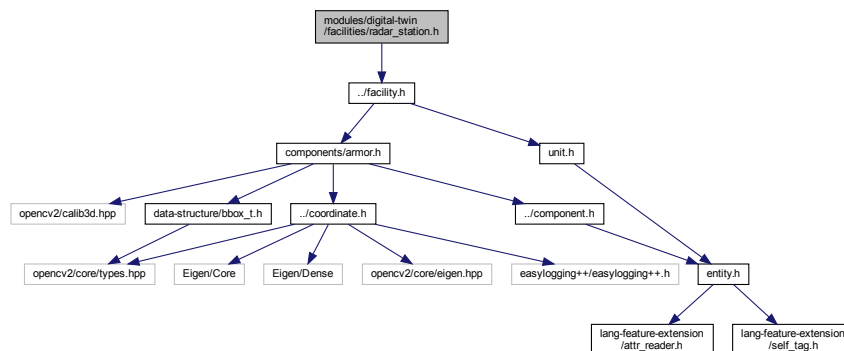 modules/digital-twin
/facilities/radar_station.h
../facility.h
components/armor.h
unit.h
opencv2/calib3d.hpp
data-structure/bbox_t.h
../coordinate.h
../component.h
opencv2/core/types.hpp
Eigen/Core
Eigen/Dense
opencv2/core/eigen.hpp
easylogging++/easylogging++.h
entity.h
lang-feature-extension
/attr_reader.h
lang-feature-extension
/self_tag.h